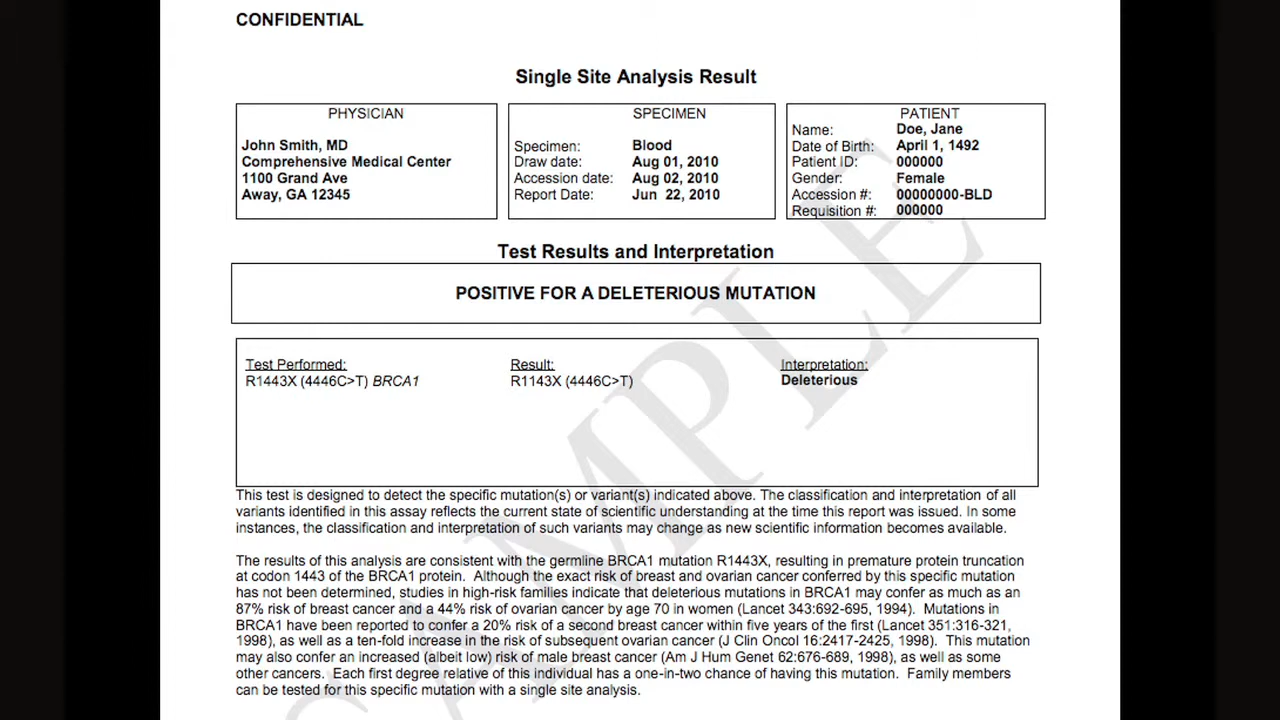 CONFIDENTIAL
Single Site Analysis Result
PHYSICIAN
John Smith, MD
Comprehensive Medical Center
1100 Grand Ave
Away, GA 12345
SPECIMEN
Specimen: Blood
Draw date: Aug 01, 2010
Accession date: Aug 02, 2010
Report Date: Jun 22, 2010
PATIENT
Name: Doe, Jane
Date of Birth: April 1, 1492
Patient ID: 000000
Gender: Female
Accession #: 00000000-BLD
Requisition #: 000000
Test Results and Interpretation
POSITIVE FOR A DELETERIOUS MUTATION
Test Performed: Result: Interpretation:
R1443X (4446C>T) BRCA1 R1143X (4446C>T) Deleterious
This test is designed to detect the specific mutation(s) or variant(s) indicated above. The classification and interpretation of all
variants identified in this assay reflects the current state of scientific understanding at the time this report was issued. In some
instances, the classification and interpretation of such variants may change as new scientific information becomes available.
The results of this analysis are consistent with the germline BRCA1 mutation R1443X, resulting in premature protein truncation
at codon 1443 of the BRCA1 protein. Although the exact risk of breast and ovarian cancer conferred by this specific mutation
has not been determined, studies in high-risk families indicate that deleterious mutations in BRCA1 may confer as much as an
87% risk of breast cancer and a 44% risk of ovarian cancer by age 70 in women (Lancet 343:692-695, 1994). Mutations in
BRCA1 have been reported to confer a 20% risk of a second breast cancer within five years of the first (Lancet 351:316-321,
1998), as well as a ten-fold increase in the risk of subsequent ovarian cancer (J Clin Oncol 16:2417-2425, 1998). This mutation
may also confer an increased (albeit low) risk of male breast cancer (Am J Hum Genet 62:676-689, 1998), as well as some
other cancers. Each first degree relative of this individual has a one-in-two chance of having this mutation. Family members
can be tested for this specific mutation with a single site analysis.
AMPLE